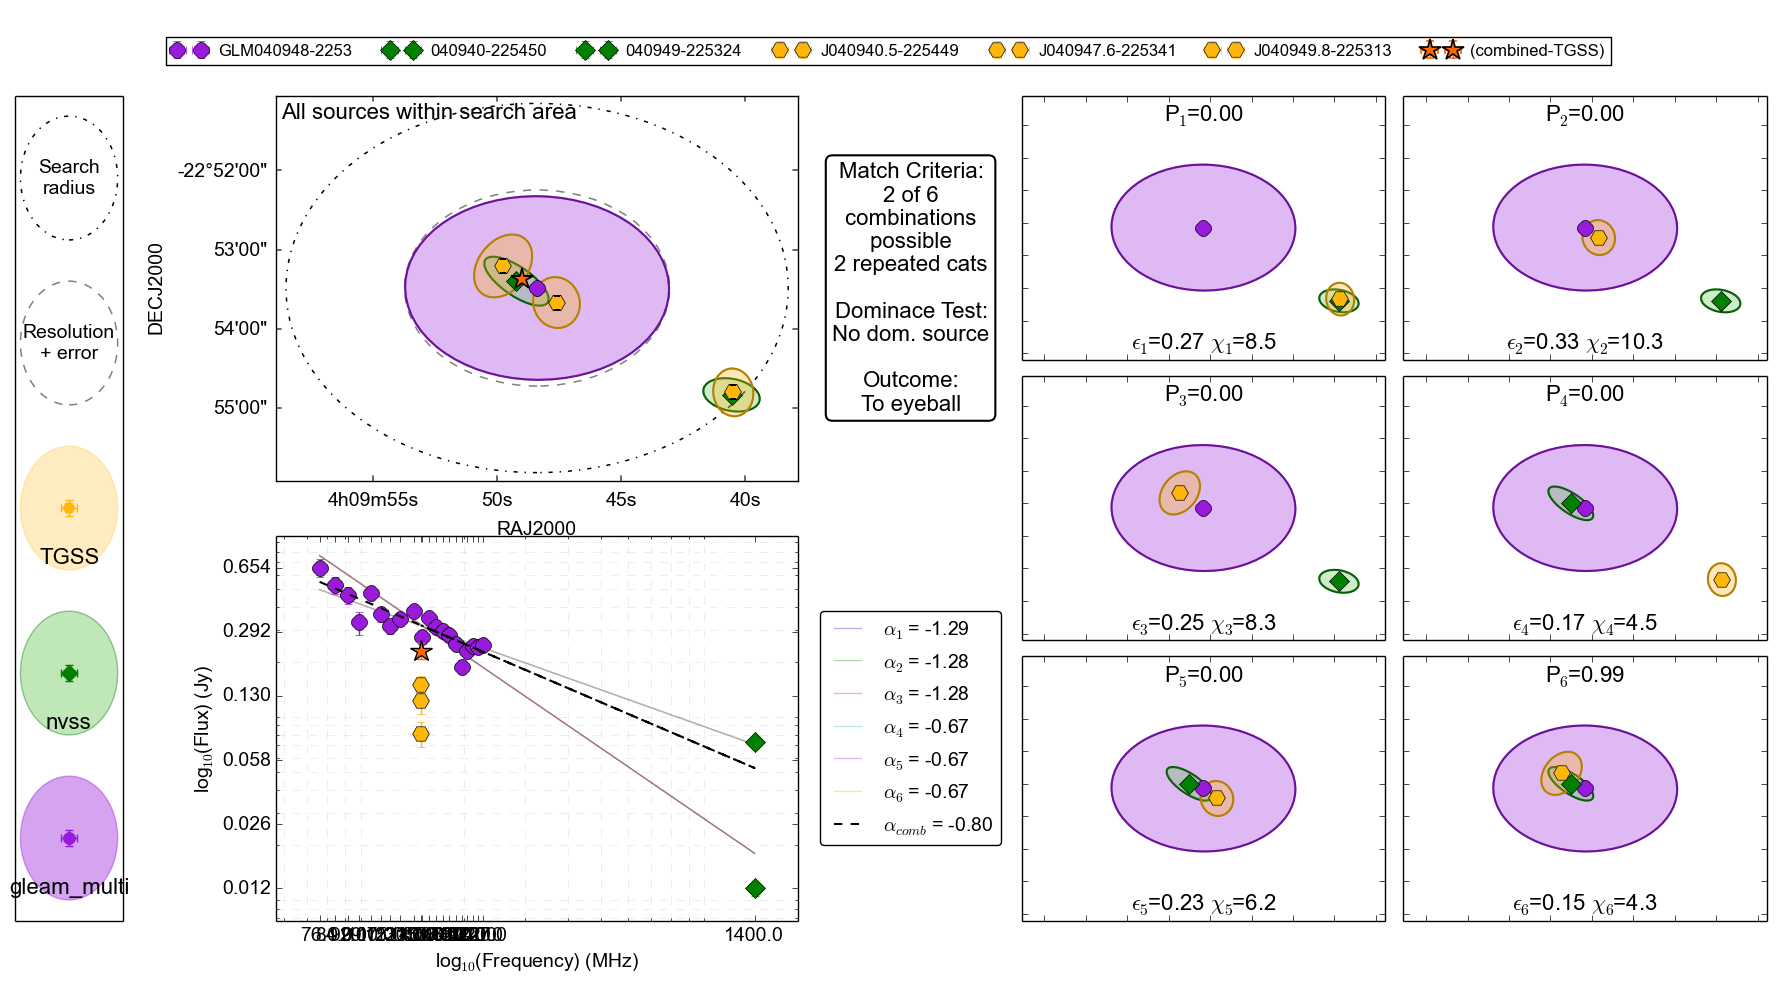 GLM040948-2253 040940-225450 040949-225324 J040940.5-225449 J040947.6-225341 J040949.8-225313 (combined-TGSS)
Search
radius
Resolution
+ error
TGSS
nvss
gleam_multi
All sources within search area
DECJ2000
-22°52'00"
53'00"
54'00"
55'00"
4h09m55s 50s 45s 40s
RAJ2000
Match Criteria:
2 of 6
combinations
possible
2 repeated cats
Dominace Test:
No dom. source
Outcome:
To eyeball
log₁₀(Flux) (Jy)
0.654
0.292
0.130
0.058
0.026
0.012
1400.0
log₁₀(Frequency) (MHz)
α₁ = -1.29
α₂ = -1.28
α₃ = -1.28
α₄ = -0.67
α₅ = -0.67
α₆ = -0.67
α_comb = -0.80
P₁=0.00
ϵ₁=0.27 χ₁=8.5
P₂=0.00
ϵ₂=0.33 χ₂=10.3
P₃=0.00
ϵ₃=0.25 χ₃=8.3
P₄=0.00
ϵ₄=0.17 χ₄=4.5
P₅=0.00
ϵ₅=0.23 χ₅=6.2
P₆=0.99
ϵ₆=0.15 χ₆=4.3